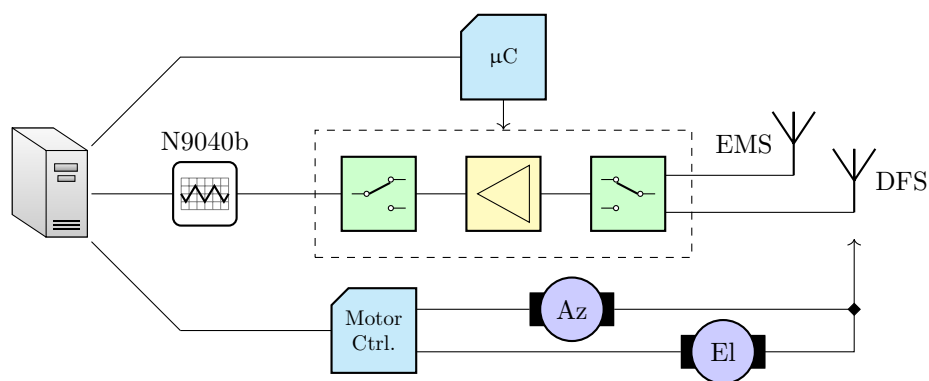 μC
N9040b
EMS
DFS
Az
Motor
Ctrl.
El